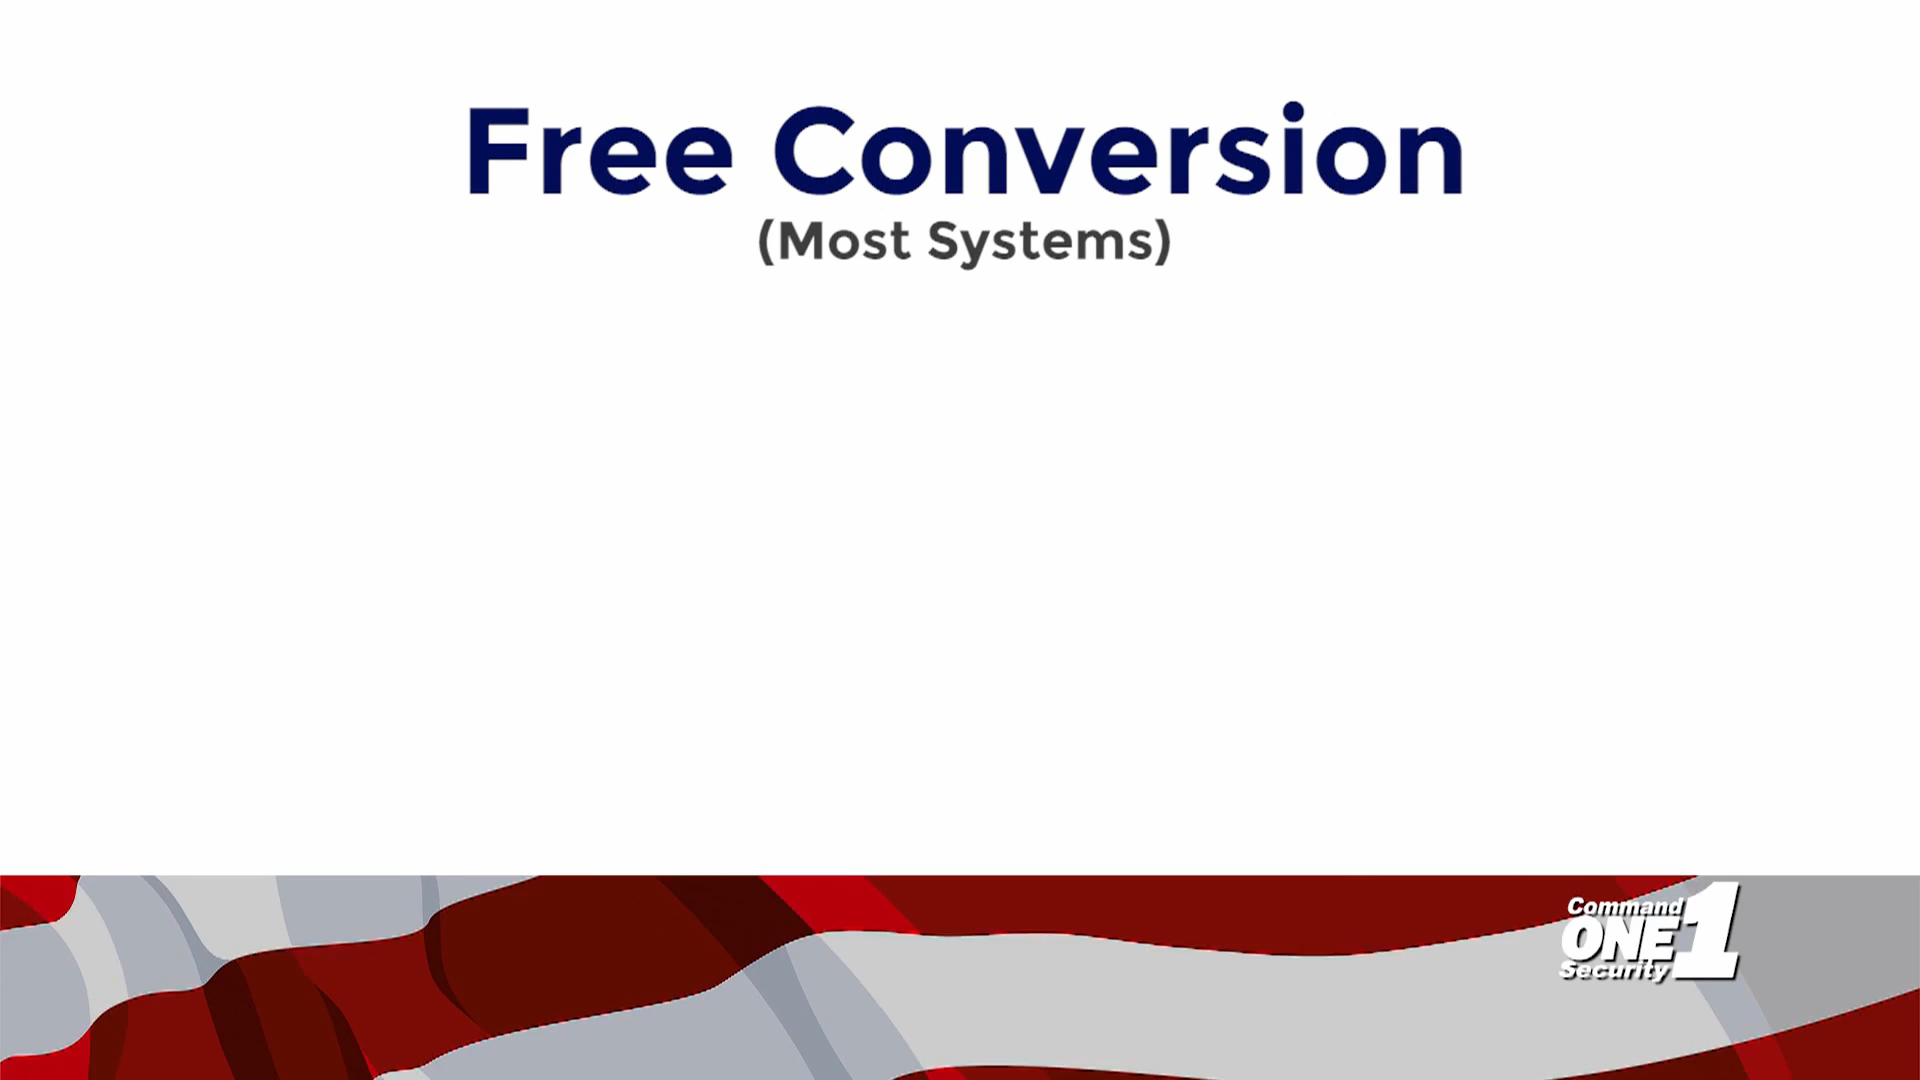 Free Conversion
(Most Systems)
Command
ONE 1
Security